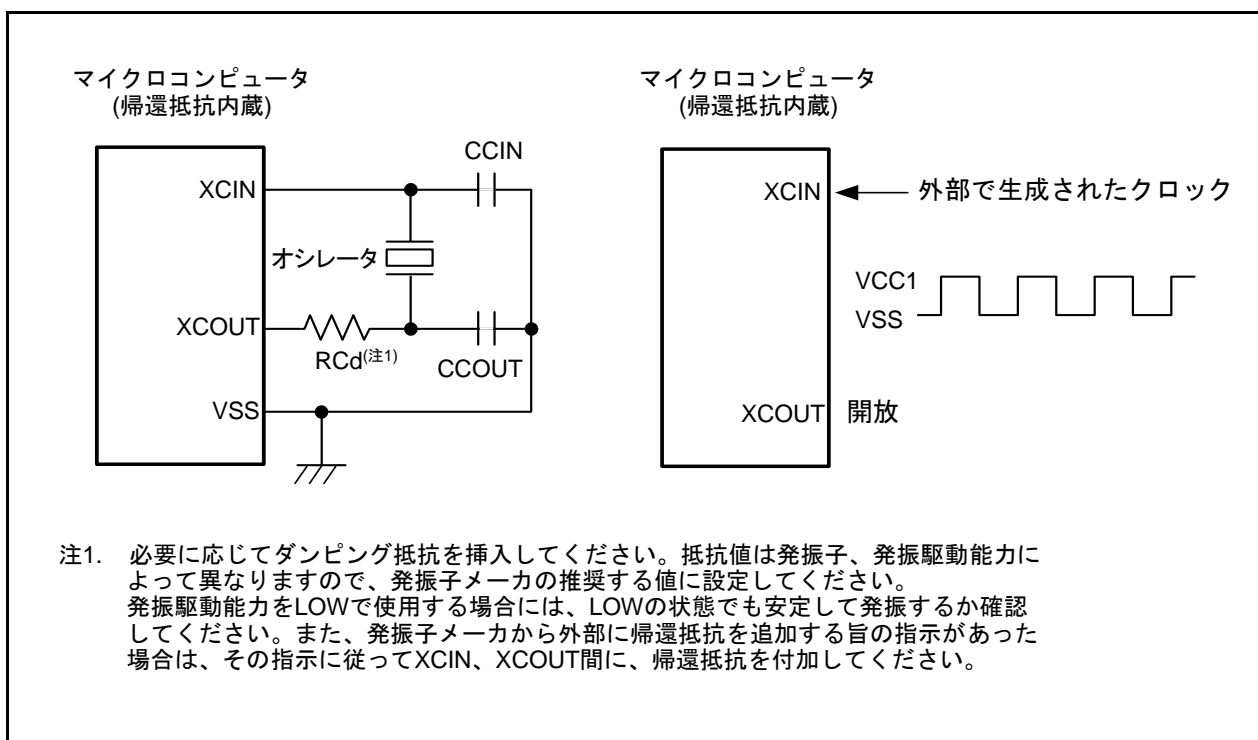 マイクロコンピュータ
(帰還抵抗内蔵)
XCIN
CCIN
オシレータ
XCOUT
RCd(注1)
CCOUT
VSS
マイクロコンピュータ
(帰還抵抗内蔵)
XCIN
外部で生成されたクロック
VCC1
VSS
XCOUT
開放
注1. 必要に応じてダンピング抵抗を挿入してください。抵抗値は発振子、発振駆動能力に
よって異なりますので、発振子メーカの推奨する値に設定してください。
発振駆動能力をLOWで使用する場合には、LOWの状態でも安定して発振するか確認
してください。また、発振子メーカから外部に帰還抵抗を追加する旨の指示があった
場合は、その指示に従ってXCIN、XCOUT間に、帰還抵抗を付加してください。